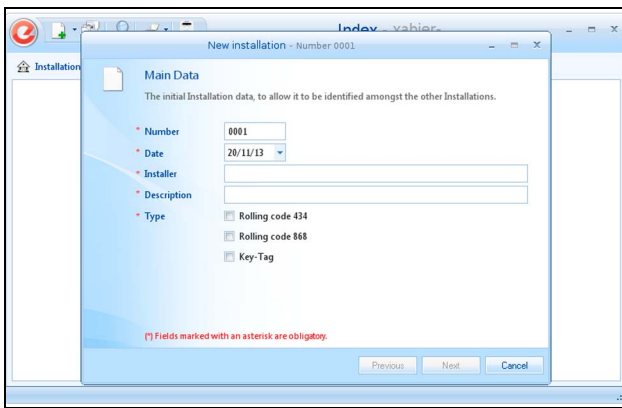 Index - xabier-
Installation
New installation - Number 0001
Main Data
The initial Installation data, to allow it to be identified amongst the other Installations.
* Number 0001
* Date 20/11/13
* Installer
* Description
* Type Rolling code 434
Rolling code 868
Key-Tag
(*) Fields marked with an asterisk are obligatory.
Previous Next Cancel